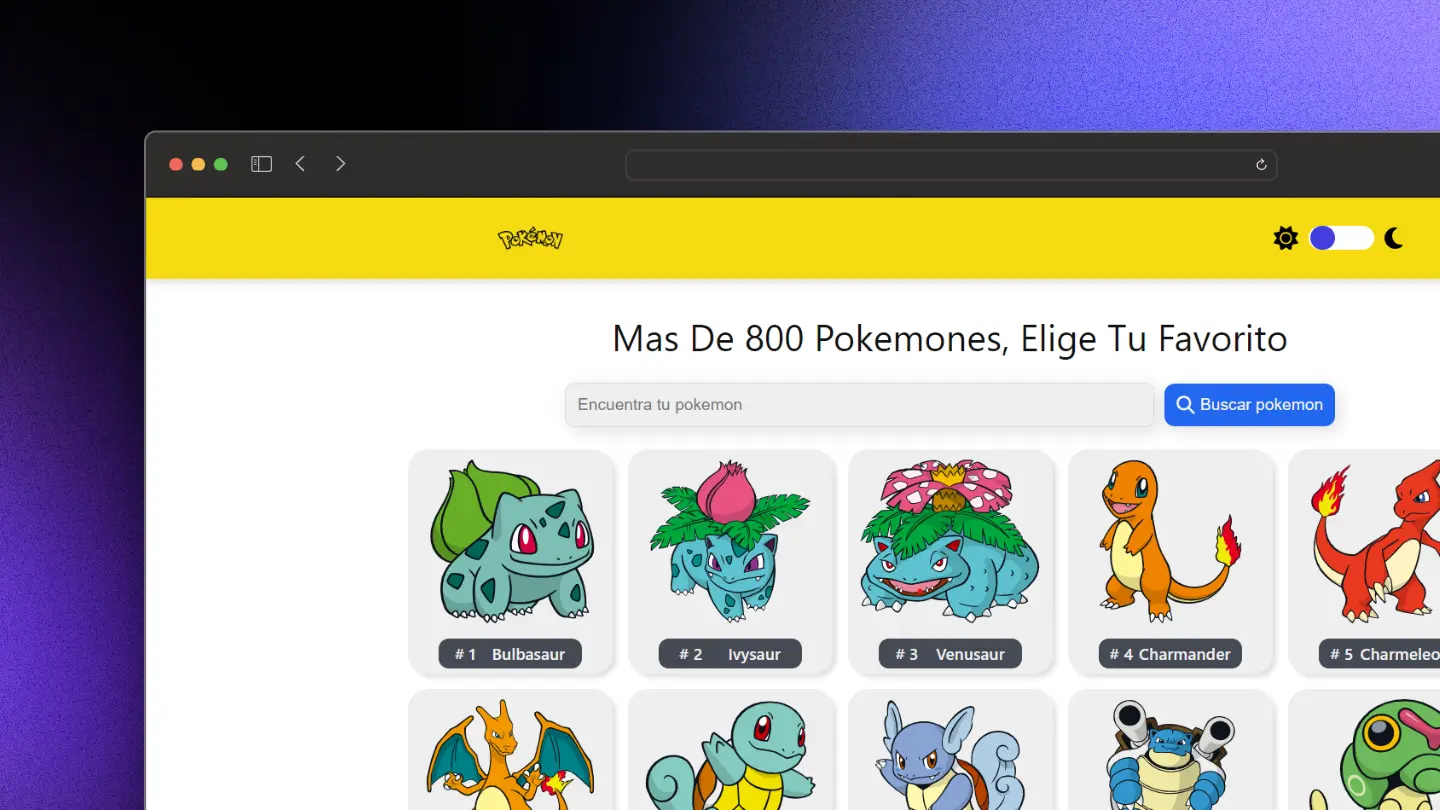 Pokémon
Mas De 800 Pokemones, Elige Tu Favorito
Encuentra tu pokemon
Buscar pokemon
# 1 Bulbasaur
# 2 Ivysaur
# 3 Venusaur
# 4 Charmander
# 5 Charmeleo